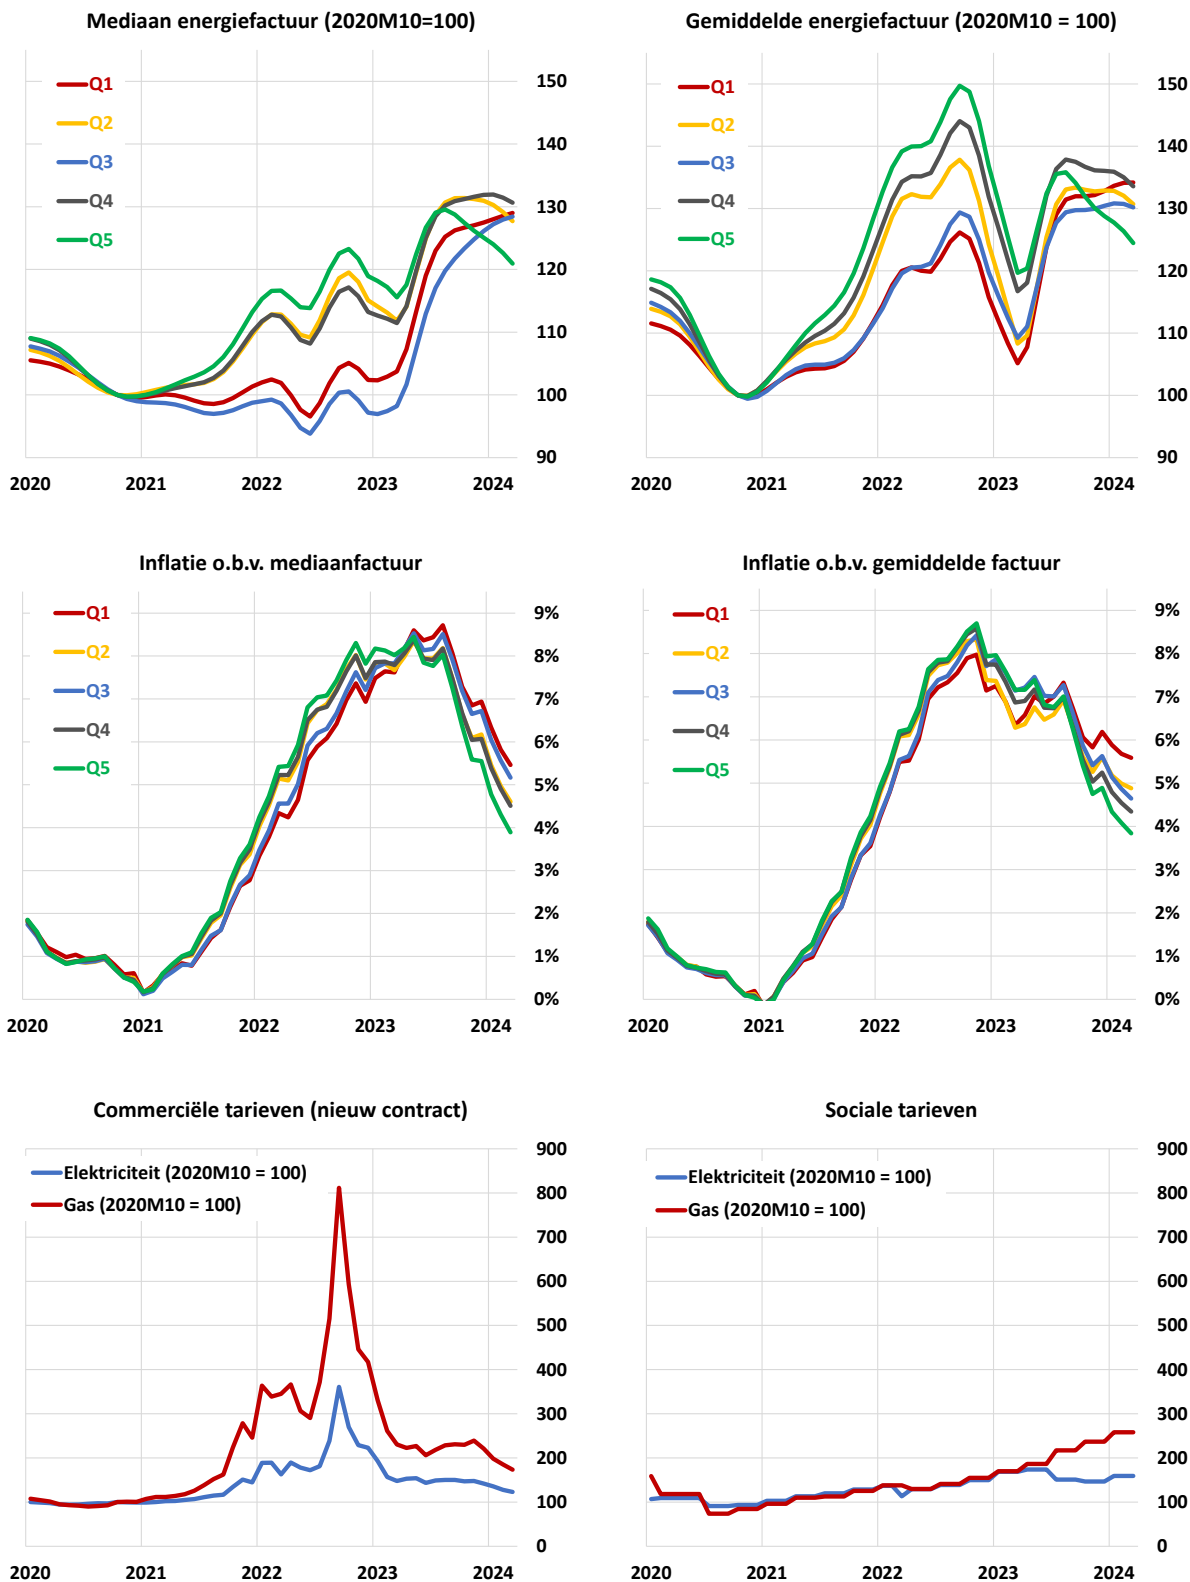 Mediaan energiefactuur (2020M10=100)
Q1
Q2
Q3
Q4
Q5
150
140
130
120
110
100
90
2020 2021 2022 2023 2024
Gemiddelde energiefactuur (2020M10 = 100)
Q1
Q2
Q3
Q4
Q5
150
140
130
120
110
100
90
2020 2021 2022 2023 2024
Inflatie o.b.v. mediaanfactuur
Q1
Q2
Q3
Q4
Q5
9%
8%
7%
6%
5%
4%
3%
2%
1%
0%
2020 2021 2022 2023 2024
Inflatie o.b.v. gemiddelde factuur
Q1
Q2
Q3
Q4
Q5
9%
8%
7%
6%
5%
4%
3%
2%
1%
0%
2020 2021 2022 2023 2024
Commerciële tarieven (nieuw contract)
Elektriciteit (2020M10 = 100)
Gas (2020M10 = 100)
900
800
700
600
500
400
300
200
100
0
2020 2021 2022 2023 2024
Sociale tarieven
Elektriciteit (2020M10 = 100)
Gas (2020M10 = 100)
900
800
700
600
500
400
300
200
100
0
2020 2021 2022 2023 2024